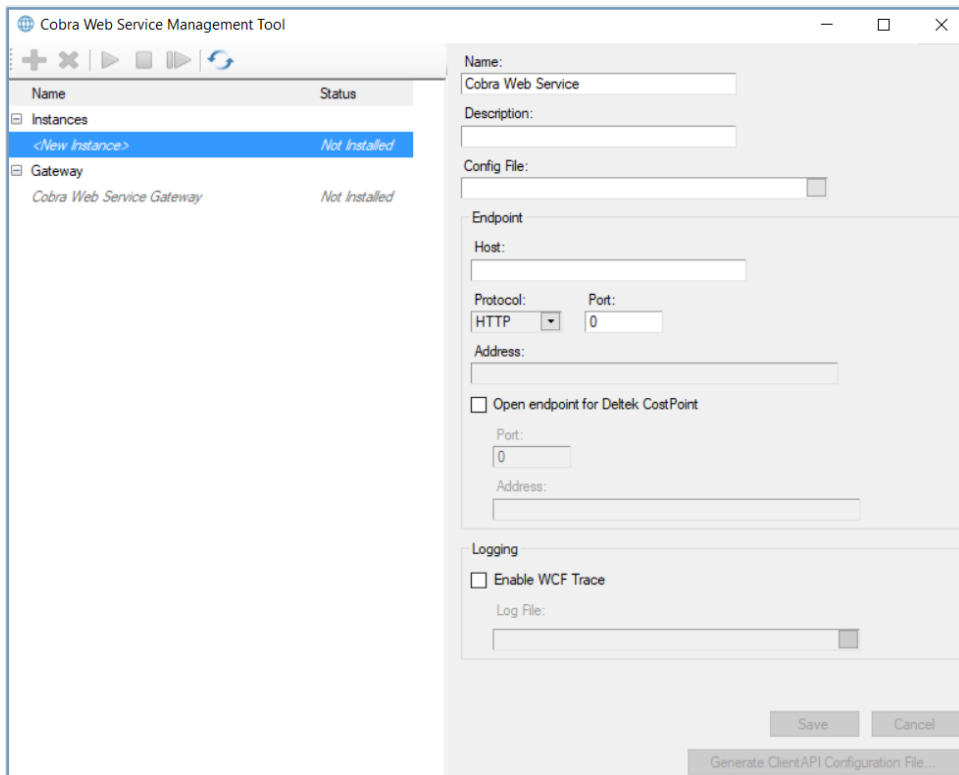 Cobra Web Service Management Tool
Name Status
Instances
<New Instance> Not Installed
Gateway
Cobra Web Service Gateway Not Installed
Name:
Cobra Web Service
Description:
Config File:
Endpoint
Host:
Protocol: Port:
HTTP 0
Address:
Open endpoint for Deltek CostPoint
Port:
0
Address:
Logging
Enable WCF Trace
Log File:
Save Cancel
Generate ClientAPI Configuration File...